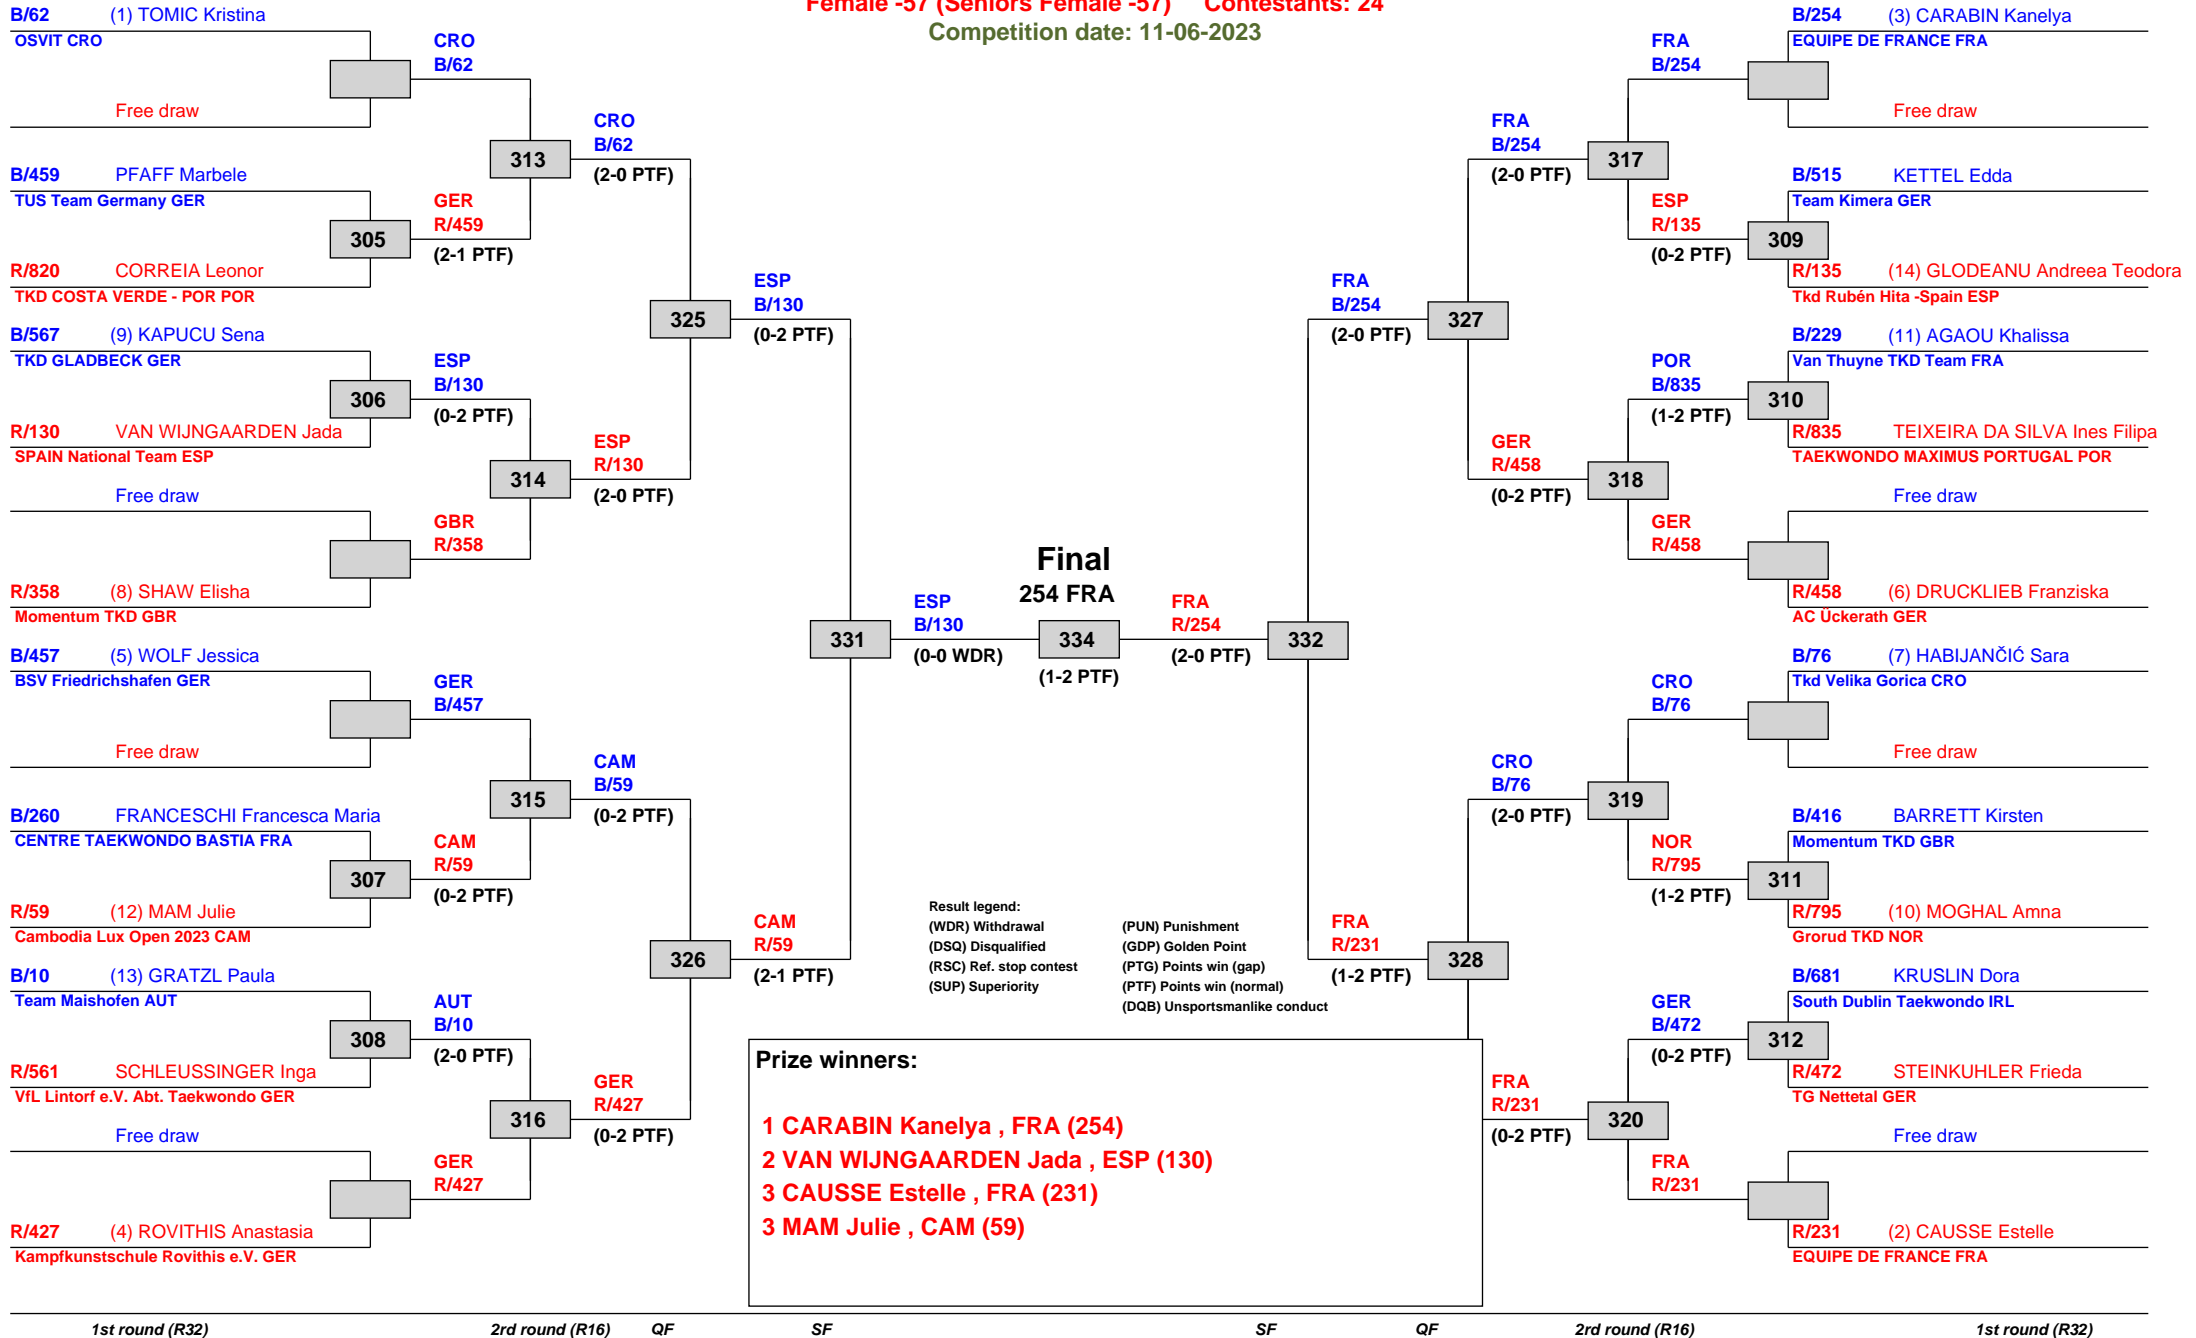 Female -57 (Seniors Female -57) Contestants: 24
Competition date: 11-06-2023
B/62 (1) TOMIC Kristina
OSVIT CRO
Free draw
B/459 PFAFF Marbele
TUS Team Germany GER
R/820 CORREIA Leonor
TKD COSTA VERDE - POR POR
B/567 (9) KAPUCU Sena
TKD GLADBECK GER
R/130 VAN WIJNGAARDEN Jada
SPAIN National Team ESP
Free draw
R/358 (8) SHAW Elisha
Momentum TKD GBR
B/457 (5) WOLF Jessica
BSV Friedrichshafen GER
Free draw
B/260 FRANCESCHI Francesca Maria
CENTRE TAEKWONDO BASTIA FRA
R/59 (12) MAM Julie
Cambodia Lux Open 2023 CAM
B/10 (13) GRATZL Paula
Team Maishofen AUT
R/561 SCHLEUSSINGER Inga
VfL Lintorf e.V. Abt. Taekwondo GER
Free draw
R/427 (4) ROVITHIS Anastasia
Kampfkunstschule Rovithis e.V. GER
305
306
307
308
CRO
B/62
GER
R/459
(2-1 PTF)
ESP
B/130
(0-2 PTF)
GBR
R/358
GER
B/457
CAM
R/59
(0-2 PTF)
AUT
B/10
(2-0 PTF)
GER
R/427
313
314
315
316
CRO
B/62
(2-0 PTF)
ESP
R/130
(2-0 PTF)
CAM
B/59
(0-2 PTF)
GER
R/427
(0-2 PTF)
325
326
ESP
B/130
(0-2 PTF)
CAM
R/59
(2-1 PTF)
331
ESP
B/130
(0-0 WDR)
Final
254 FRA
334
(1-2 PTF)
FRA
R/254
(2-0 PTF)
332
FRA
B/254
(2-0 PTF)
FRA
R/231
(1-2 PTF)
327
328
FRA
B/254
(2-0 PTF)
GER
R/458
(0-2 PTF)
CRO
B/76
(2-0 PTF)
FRA
R/231
(0-2 PTF)
317
318
319
320
FRA
B/254
ESP
R/135
(0-2 PTF)
POR
B/835
(1-2 PTF)
GER
R/458
CRO
B/76
NOR
R/795
(1-2 PTF)
GER
B/472
(0-2 PTF)
FRA
R/231
309
310
311
312
B/254 (3) CARABIN Kanelya
EQUIPE DE FRANCE FRA
Free draw
B/515 KETTEL Edda
Team Kimera GER
R/135 (14) GLODEANU Andreea Teodora
Tkd Rubén Hita -Spain ESP
B/229 (11) AGAOU Khalissa
Van Thuyne TKD Team FRA
R/835 TEIXEIRA DA SILVA Ines Filipa
TAEKWONDO MAXIMUS PORTUGAL POR
Free draw
R/458 (6) DRUCKLIEB Franziska
AC Ückerath GER
B/76 (7) HABIJANČIĆ Sara
Tkd Velika Gorica CRO
Free draw
B/416 BARRETT Kirsten
Momentum TKD GBR
R/795 (10) MOGHAL Amna
Grorud TKD NOR
B/681 KRUSLIN Dora
South Dublin Taekwondo IRL
R/472 STEINKUHLER Frieda
TG Nettetal GER
Free draw
R/231 (2) CAUSSE Estelle
EQUIPE DE FRANCE FRA
Result legend:
(WDR) Withdrawal (PUN) Punishment
(DSQ) Disqualified (GDP) Golden Point
(RSC) Ref. stop contest (PTG) Points win (gap)
(SUP) Superiority (PTF) Points win (normal)
(DQB) Unsportsmanlike conduct
Prize winners:
1 CARABIN Kanelya , FRA (254)
2 VAN WIJNGAARDEN Jada , ESP (130)
3 CAUSSE Estelle , FRA (231)
3 MAM Julie , CAM (59)
1st round (R32) 2rd round (R16) QF SF SF QF 2rd round (R16) 1st round (R32)